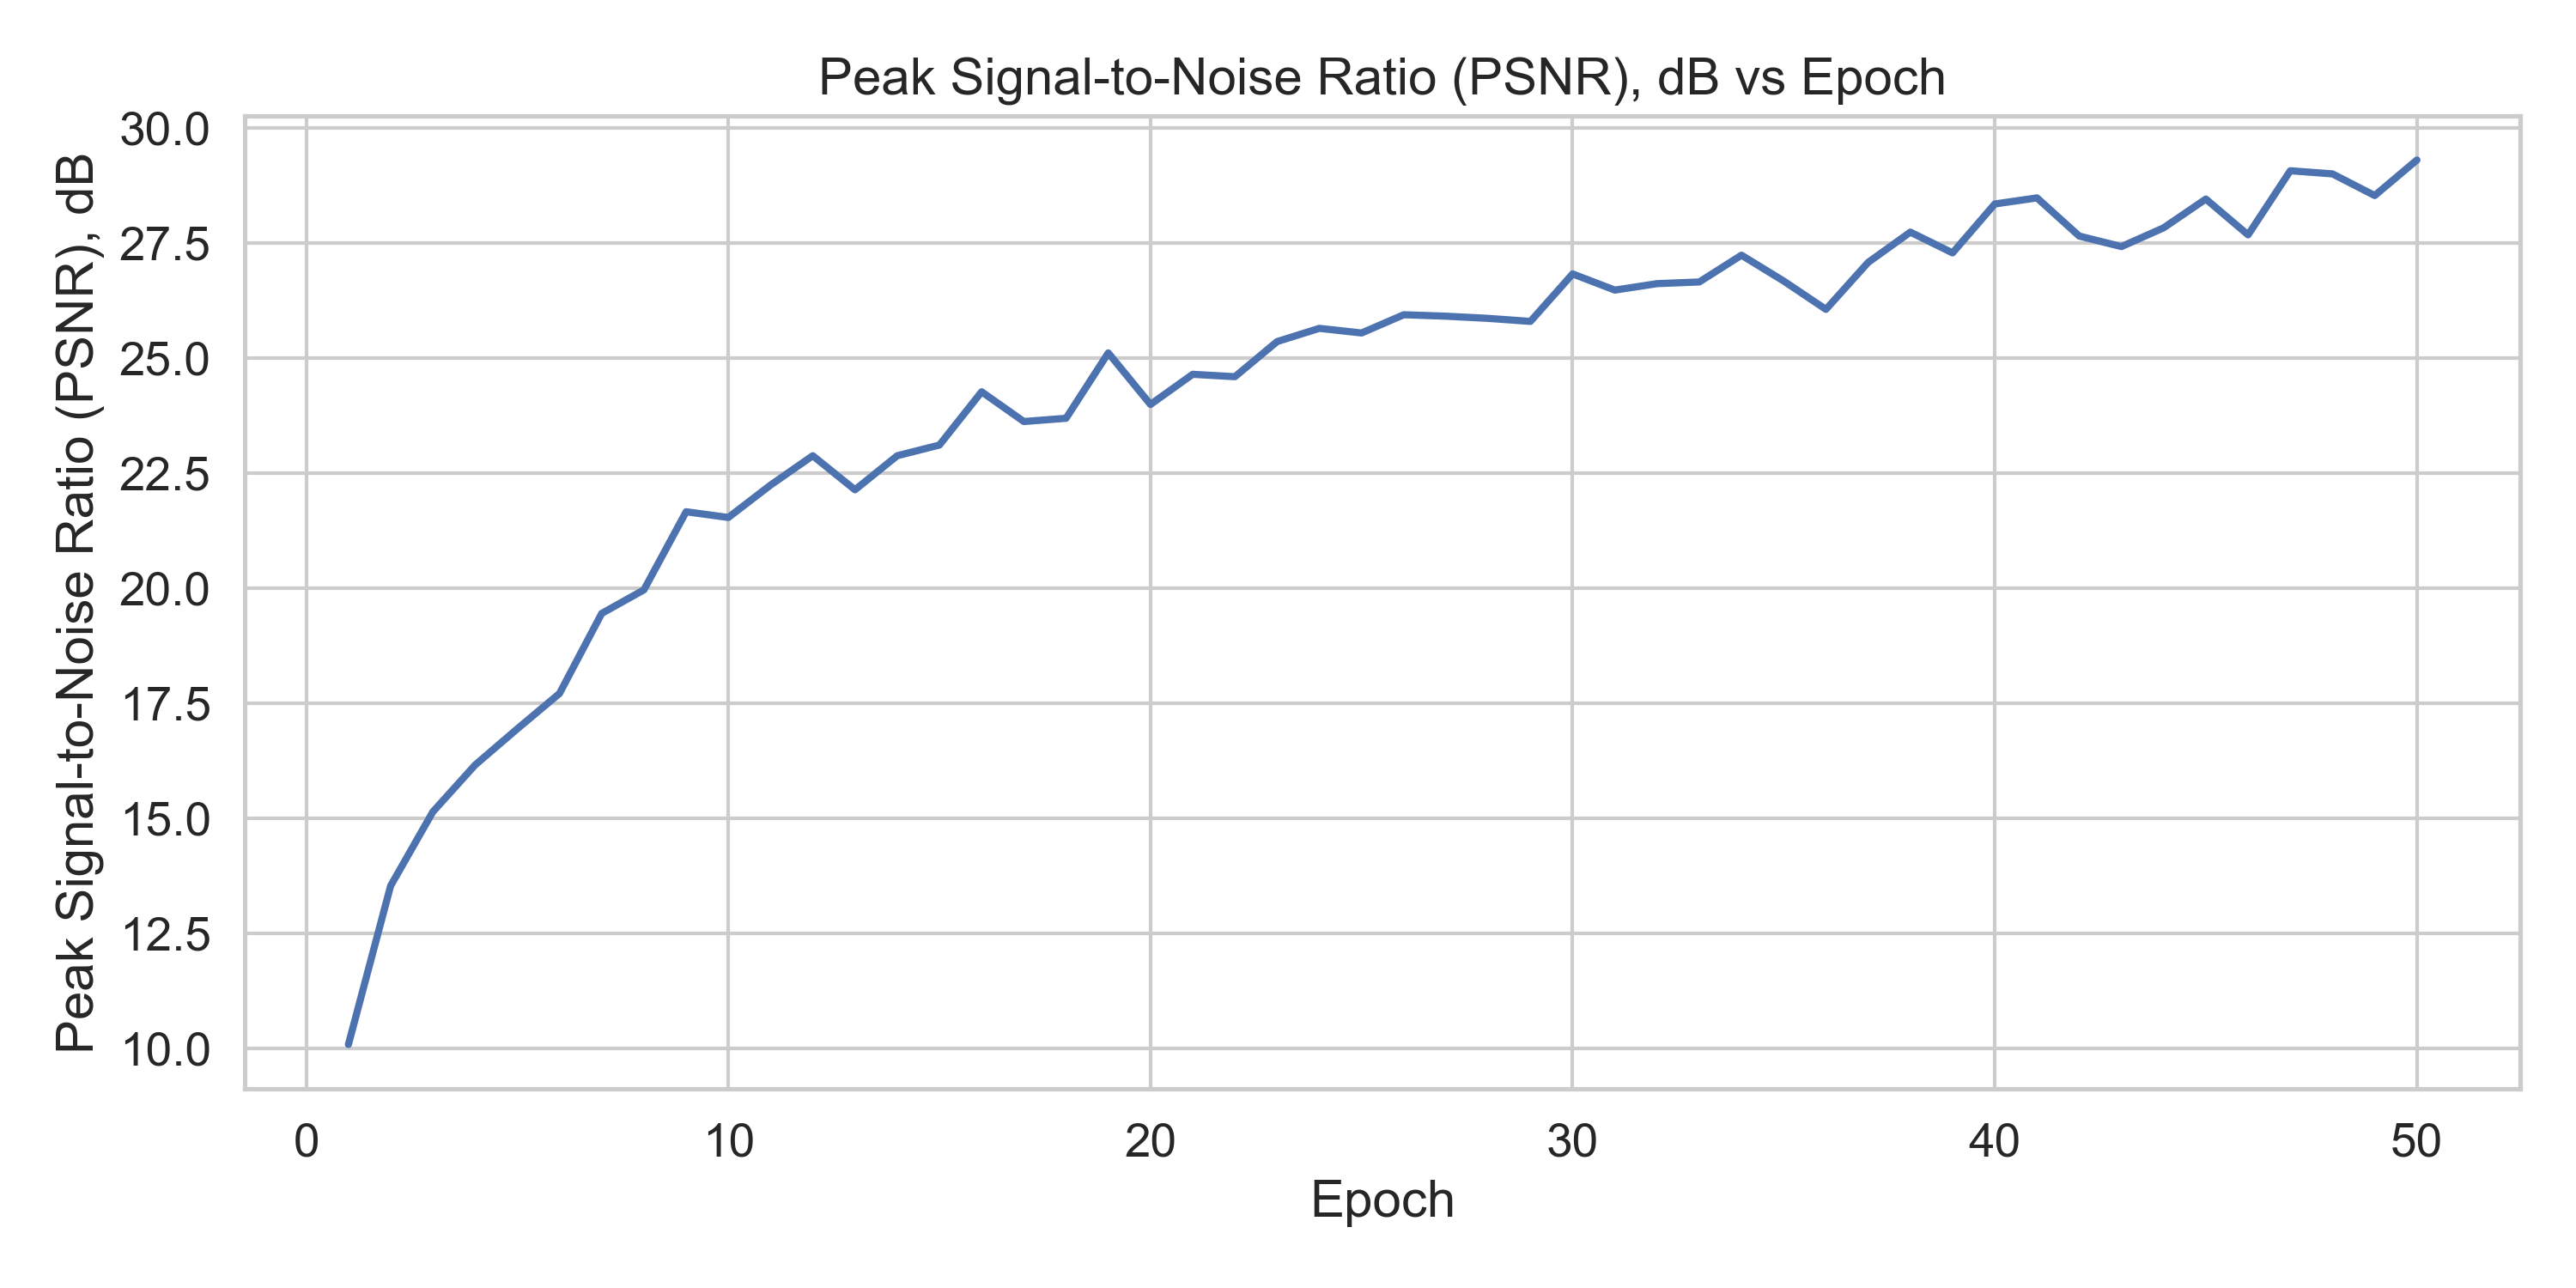 Peak Signal-to-Noise Ratio (PSNR), dB vs Epoch
Peak Signal-to-Noise Ratio (PSNR), dB
30.0
27.5
25.0
22.5
20.0
17.5
15.0
12.5
10.0
0 10 20 30 40 50
Epoch